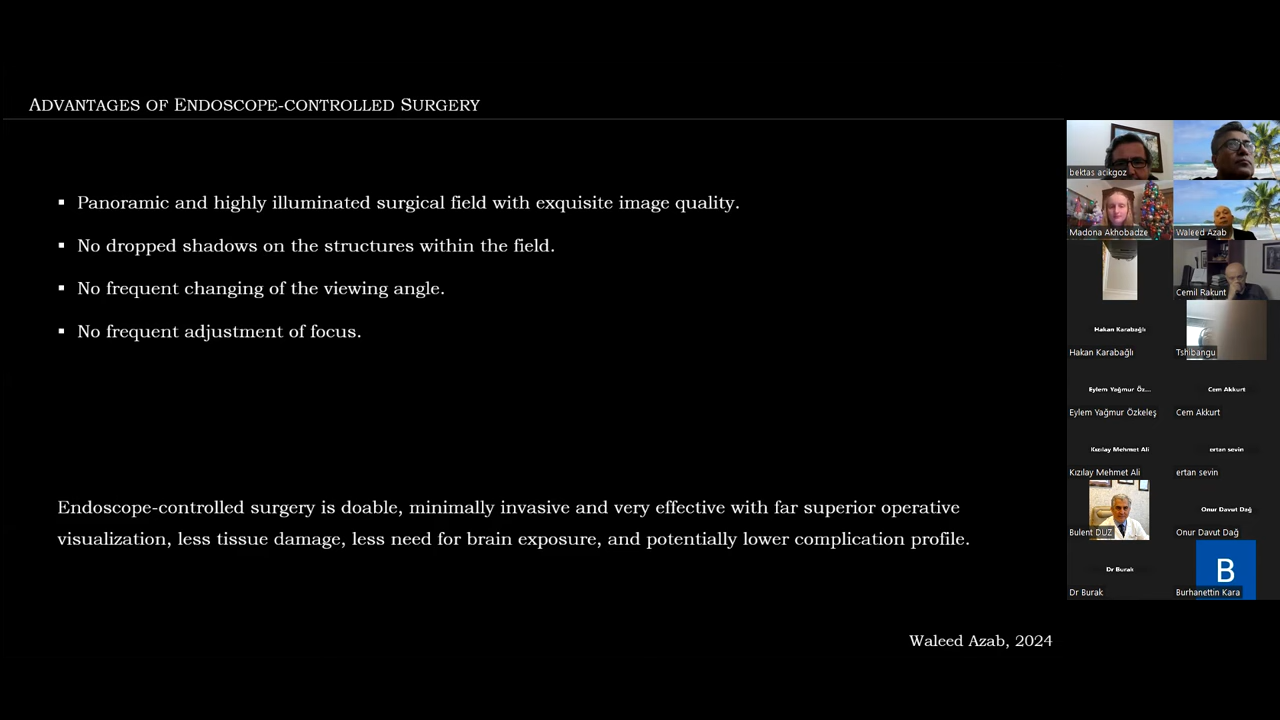 ADVANTAGES OF ENDOSCOPE-CONTROLLED SURGERY
▪ Panoramic and highly illuminated surgical field with exquisite image quality.
▪ No dropped shadows on the structures within the field.
▪ No frequent changing of the viewing angle.
▪ No frequent adjustment of focus.
Endoscope-controlled surgery is doable, minimally invasive and very effective with far superior operative
visualization, less tissue damage, less need for brain exposure, and potentially lower complication profile.
Waleed Azab, 2024
bektas acikgoz
Madona Akhobadze
Waleed Azab
Cemil Rakunt
Hakan Karabağlı
Hakan Karabağlı
Tshibangu
Eylem Yağmur Öz...
Cem Akkurt
Eylem Yağmur Özkeleş
Cem Akkurt
Kızılay Mehmet Ali
ertan sevin
Kızılay Mehmet Ali
ertan sevin
Bulent DÜZ
Onur Davut Dağ
Onur Davut Dağ
Dr Burak
B
Dr Burak
Burhanettin Kara